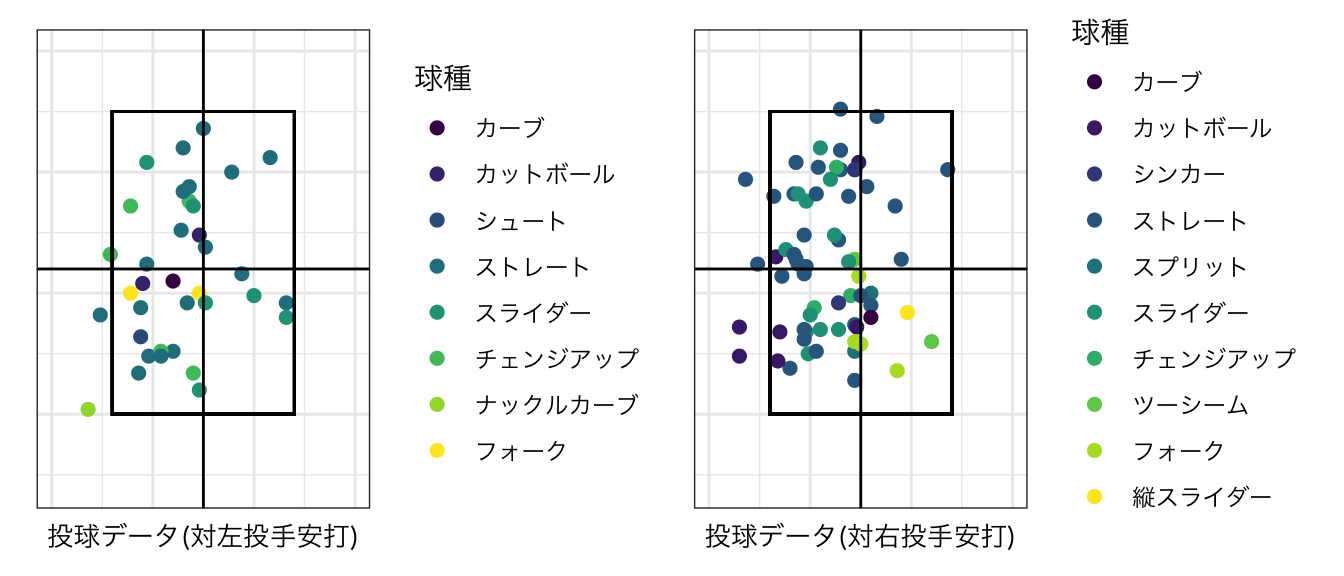 球種
カーブ
カットボール
シュート
ストレート
スライダー
チェンジアップ
ナックルカーブ
フォーク
投球データ(対左投手安打)
球種
カーブ
カットボール
シンカー
ストレート
スプリット
スライダー
チェンジアップ
ツーシーム
フォーク
縦スライダー
投球データ(対右投手安打)